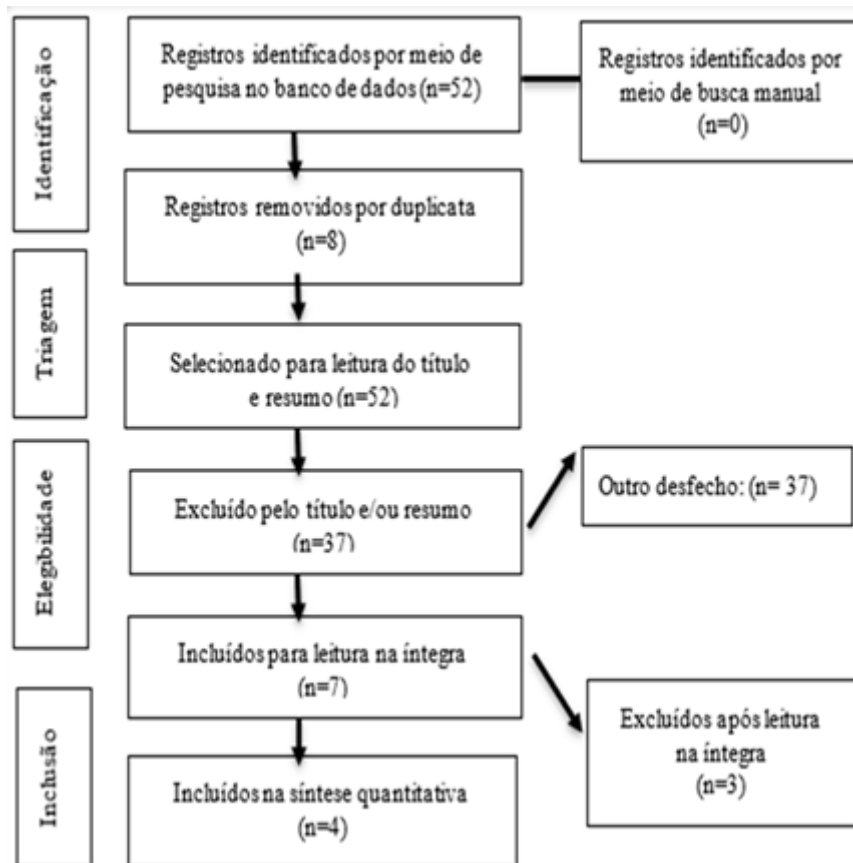 Identificação
Registros identificados por meio de
pesquisa no banco de dados (n=52)
Registros identificados por
meio de busca manual
(n=0)
Registros removidos por duplicata
(n=8)
Triagem
Selecionado para leitura do título
e resumo (n=52)
Elegibilidade
Excluído pelo título e/ou resumo
(n=37)
Outro desfecho: (n= 37)
Incluídos para leitura na íntegra
(n=7)
Excluídos após leitura
na íntegra
(n=3)
Inclusão
Incluídos na síntese quantitativa
(n=4)